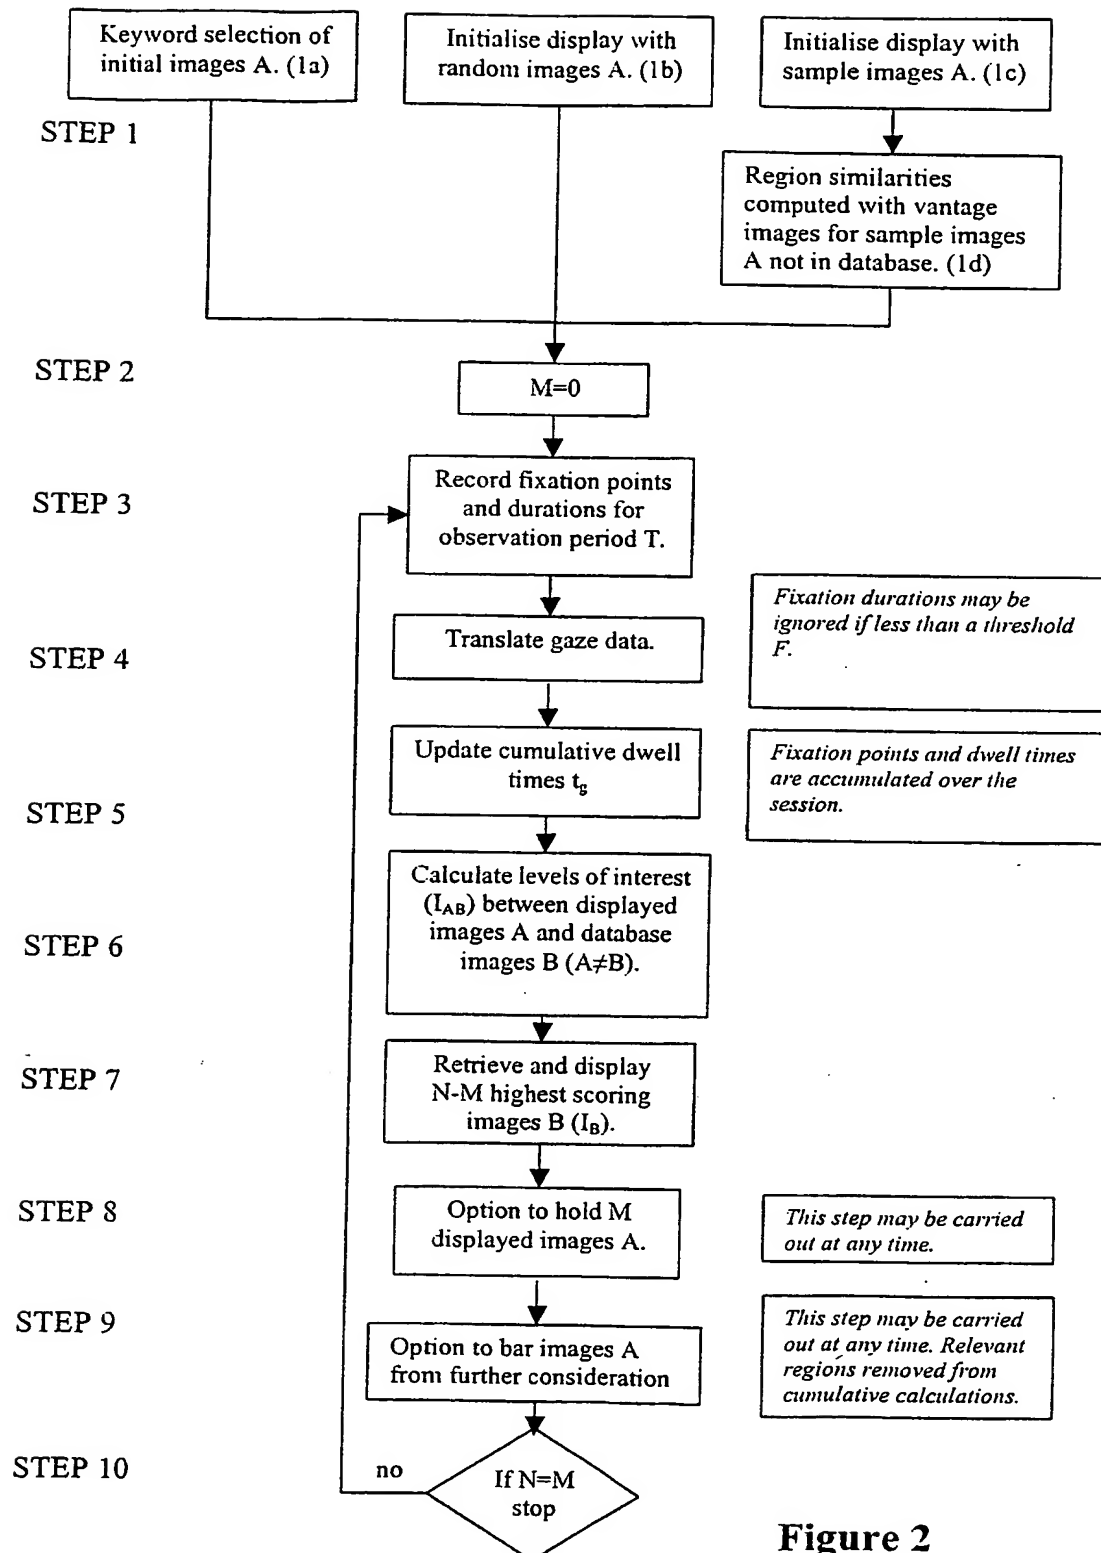 Keyword selection of
initial images A. (1a)
Initialise display with
random images A. (1b)
Initialise display with
sample images A. (1c)
STEP 1
Region similarities
computed with vantage
images for sample images
A not in database. (1d)
STEP 2
M=0
STEP 3
Record fixation points
and durations for
observation period T.
STEP 4
Translate gaze data.
Fixation durations may be
ignored if less than a threshold
F.
STEP 5
Update cumulative dwell
times tg
Fixation points and dwell times
are accumulated over the
session.
STEP 6
Calculate levels of interest
(IAB) between displayed
images A and database
images B (A≠B).
STEP 7
Retrieve and display
N-M highest scoring
images B (IB).
STEP 8
Option to hold M
displayed images A.
This step may be carried
out at any time.
STEP 9
Option to bar images A
from further consideration
This step may be carried
out at any time. Relevant
regions removed from
cumulative calculations.
STEP 10
no
If N=M
stop
Figure 2